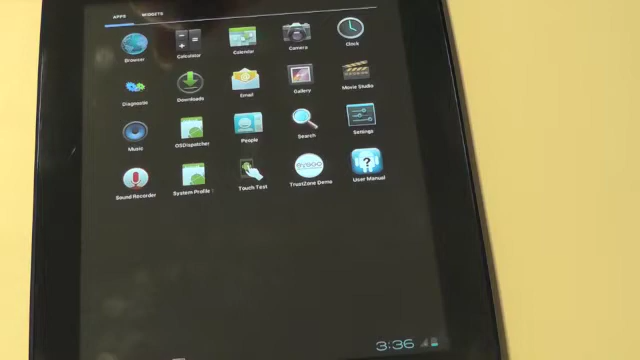 APPS WIDGETS
Browser Calculator Calendar Camera Clock
Diagnostic Downloads Email Gallery Movie Studio
Music OSDispatcher People Search Settings
Sound Recorder System Profile Touch Test TrustZone Demo User Manual
3:36